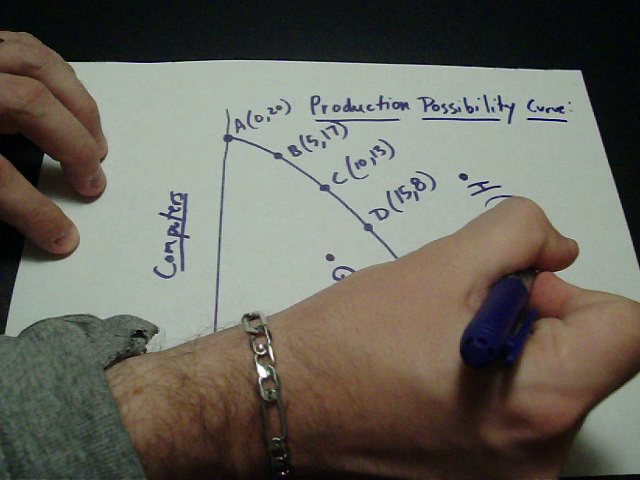 Production Possibility Curve:
A(0,20)
B(5,17)
C(10,13)
D(15,8)
H
G
Computers